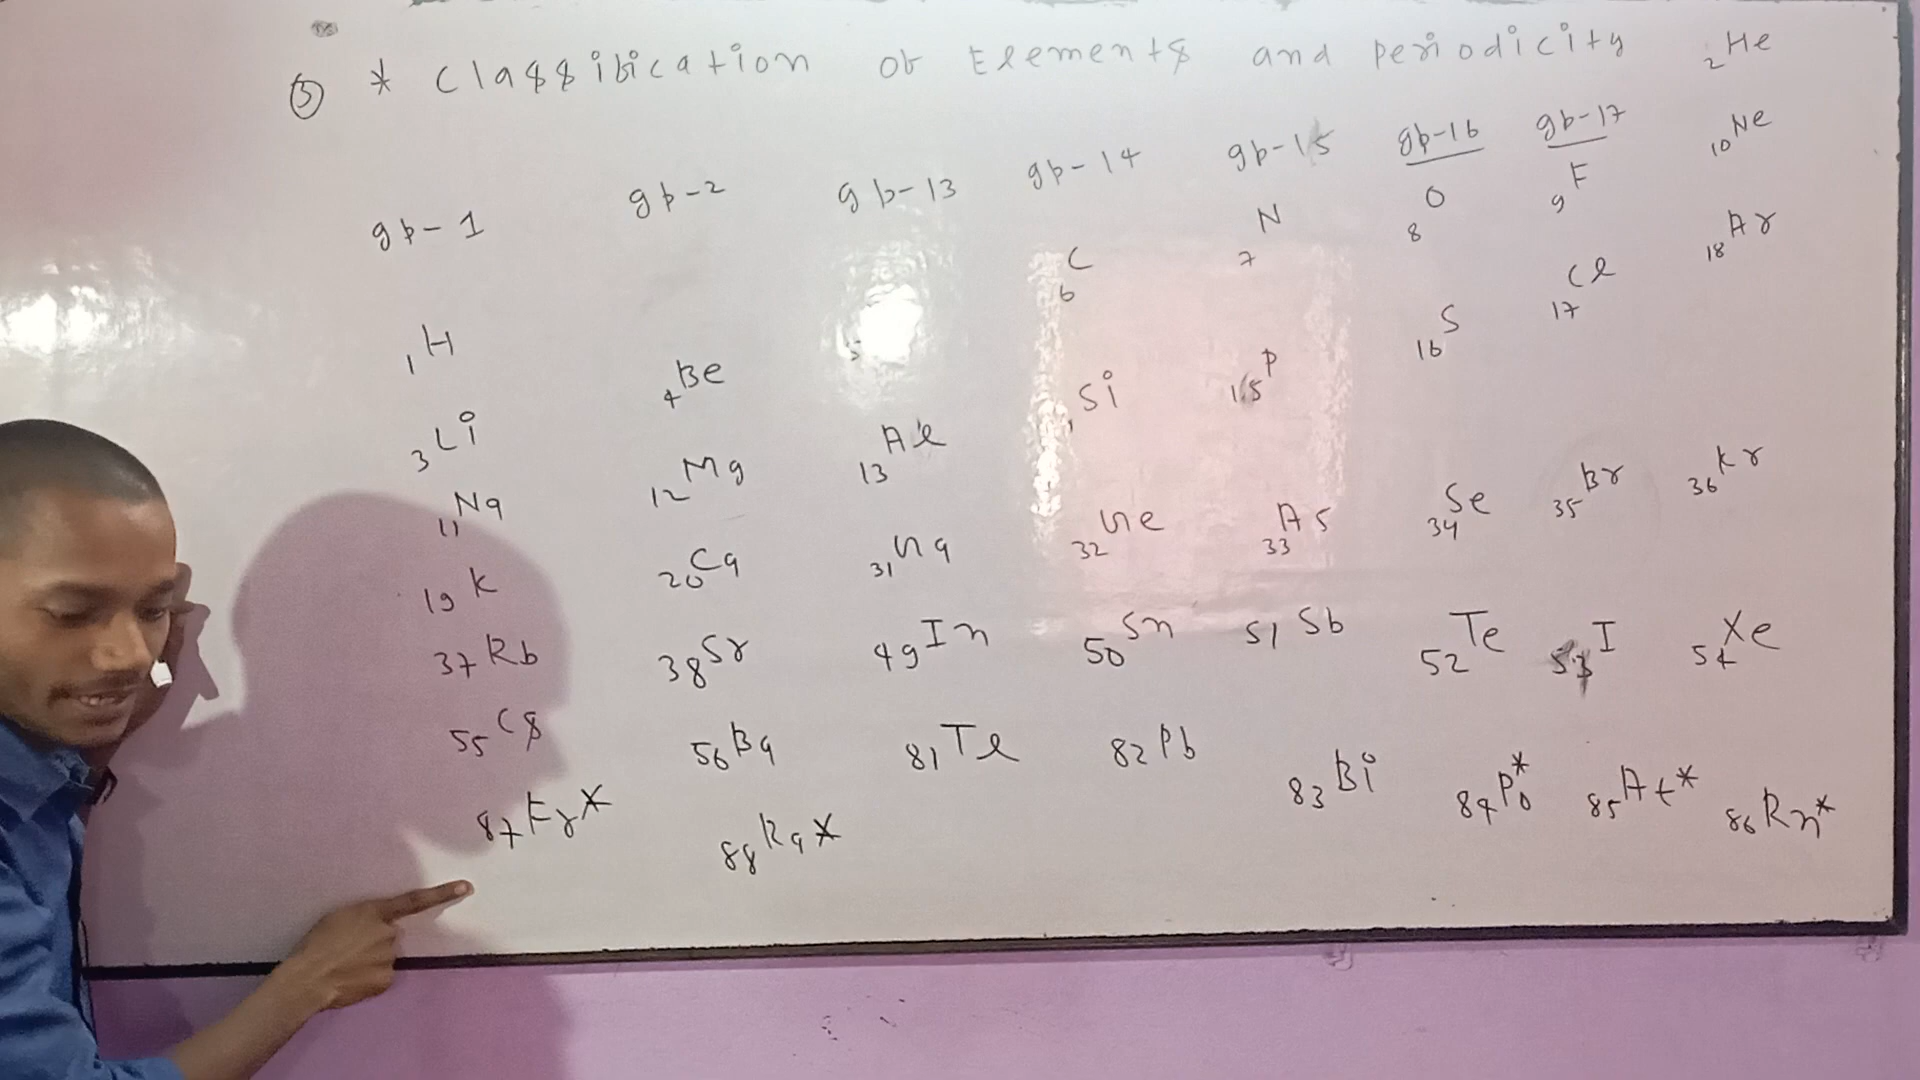 5 * Classification of Elements and periodicity
2He
gp-1 gp-2 gp-13 gp-14 gp-15 gp-16 gp-17
10Ne
1H 6C 7N 8O 9F
3Li 4Be 5 18Ar
11Na 12Mg 13Al Si 15P 16S 17Cl
19K 20Ca 31Ga 32Ge 33As 34Se 35Br 36Kr
37Rb 38Sr 49In 50Sn 51Sb 52Te 53I 54Xe
55Cs 56Ba 81Tl 82Pb 83Bi 84Po* 85At* 86Rn*
87Fr* 88Ra*